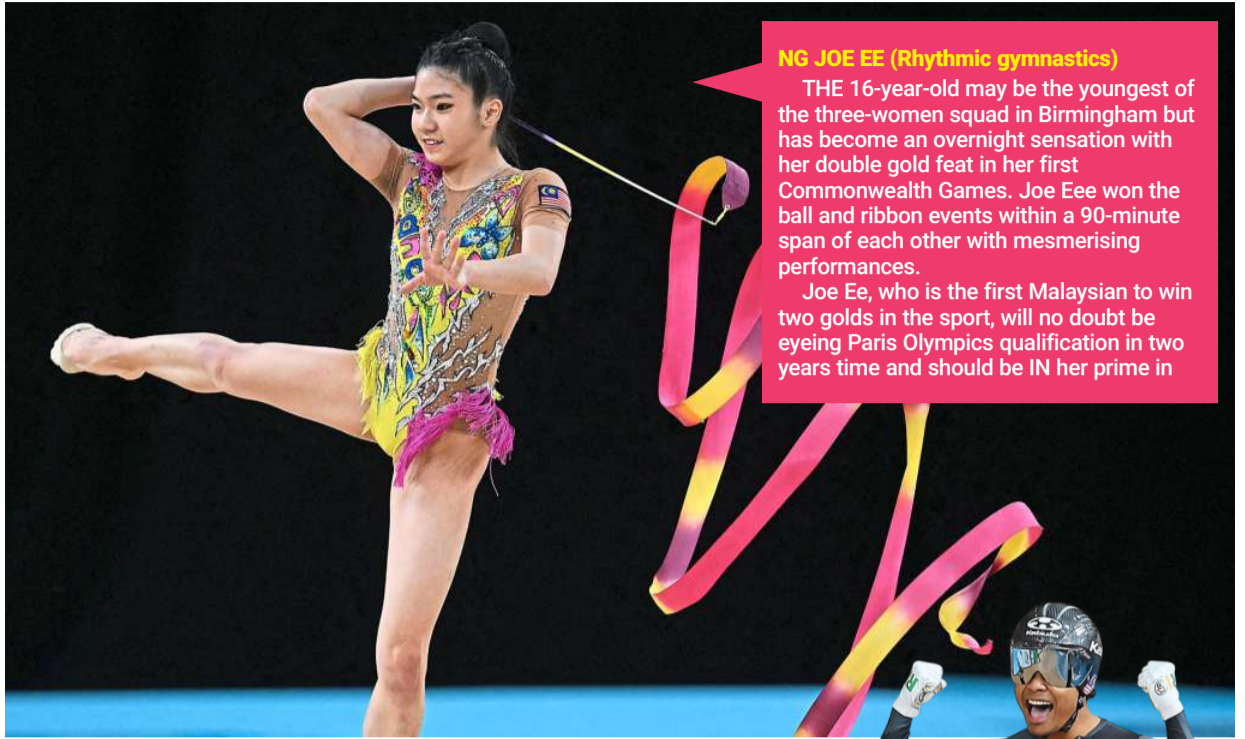 NG JOE EE (Rhythmic gymnastics)
THE 16-year-old may be the youngest of
the three-women squad in Birmingham but
has become an overnight sensation with
her double gold feat in her first
Commonwealth Games. Joe Eee won the
ball and ribbon events within a 90-minute
span of each other with mesmerising
performances.
Joe Ee, who is the first Malaysian to win
two golds in the sport, will no doubt be
eyeing Paris Olympics qualification in two
years time and should be IN her prime in
Kabuto